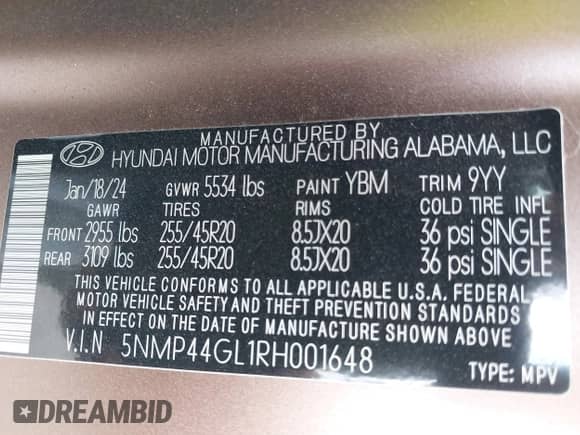 MANUFACTURED BY
HYUNDAI MOTOR MANUFACTURING ALABAMA, LLC
Jan/18/24 GVWR 5534 lbs PAINT YBM TRIM 9YY
GAWR TIRES RIMS COLD TIRE INFL
FRONT 2955 lbs 255/45R20 8.5JX20 36 psi SINGLE
REAR 3109 lbs 255/45R20 8.5JX20 36 psi SINGLE
THIS VEHICLE CONFORMS TO ALL APPLICABLE U.S.A. FEDERAL
MOTOR VEHICLE SAFETY AND THEFT PREVENTION STANDARDS
IN EFFECT ON THE DATE OF MANUFACTURE SHOWN ABOVE.
V.I.N 5NMP44GL1RH001648
TYPE: MPV
DREAMBID